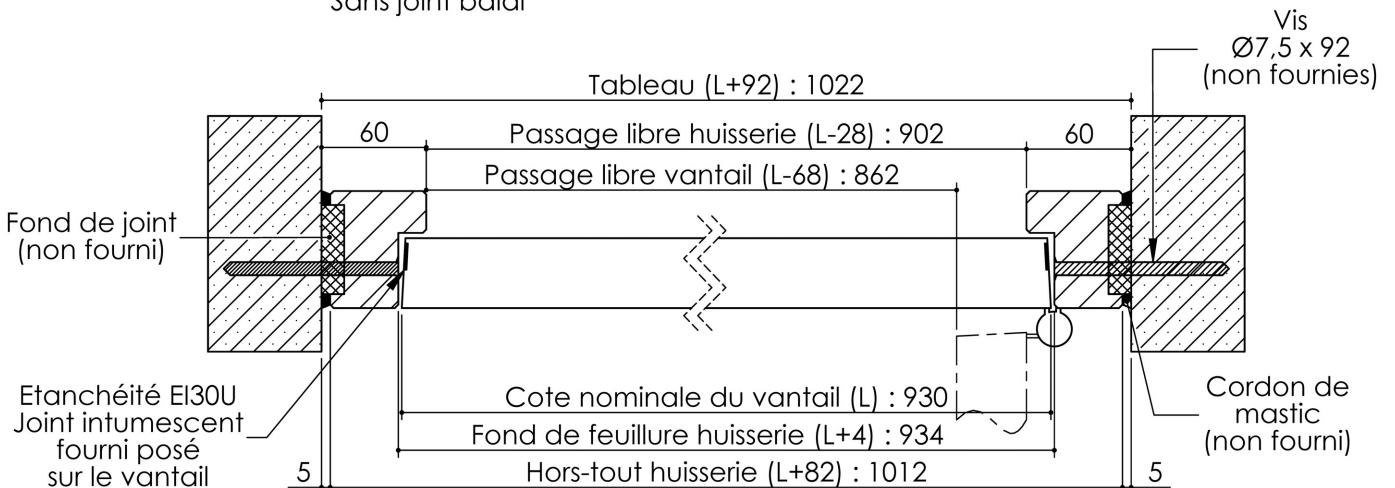 Sans joint balai
Vis
Ø7,5 x 92
(non fournies)
Tableau (L+92) : 1022
60
Passage libre huisserie (L-28) : 902
60
Passage libre vantail (L-68) : 862
Fond de joint
(non fourni)
Etanchéité EI30U
Joint intumescent
fourni posé
sur le vantail
Cote nominale du vantail (L) : 930
Fond de feuillure huisserie (L+4) : 934
5
Hors-tout huisserie (L+82) : 1012
5
Cordon de
mastic
(non fourni)